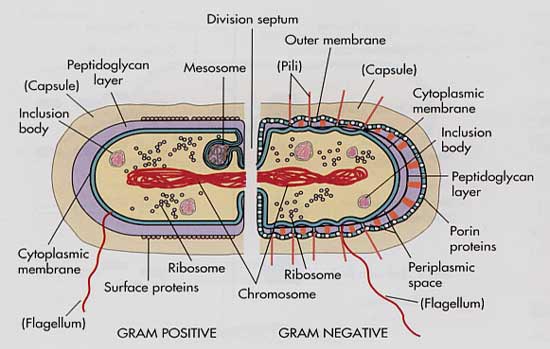 Division septum
Outer membrane
Peptidoglycan
layer
Mesosome
(Pili)
(Capsule)
(Capsule)
Cytoplasmic
membrane
Inclusion
body
Inclusion
body
Peptidoglycan
layer
Porin
proteins
Cytoplasmic
membrane
Ribosome
Ribosome
Periplasmic
space
Surface proteins
Chromosome
(Flagellum)
(Flagellum)
GRAM POSITIVE
GRAM NEGATIVE